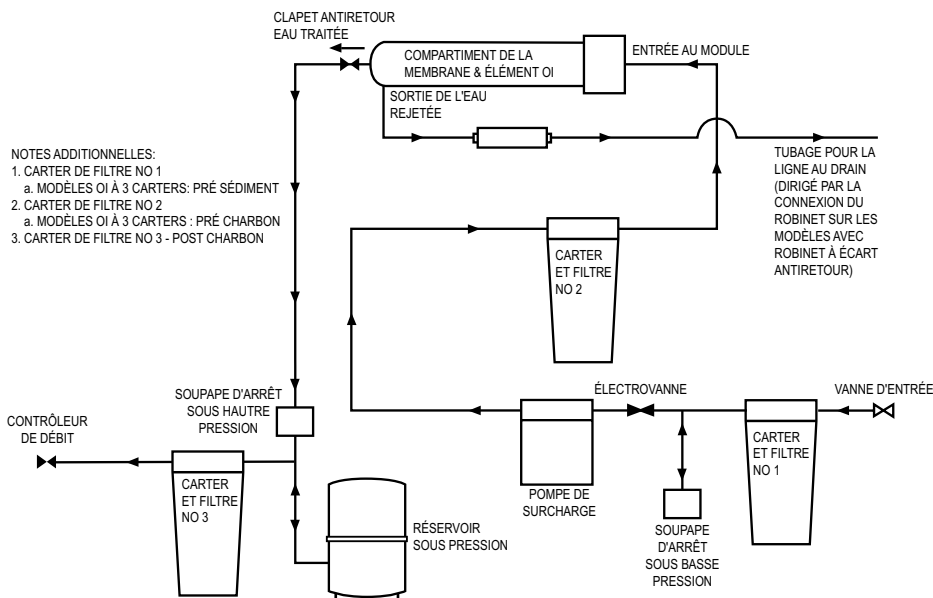 CLAPET ANTIRETOUR
EAU TRAITÉE
COMPARTIMENT DE LA
MEMBRANE & ÉLÉMENT OI
ENTRÉE AU MODULE
SORTIE DE L'EAU
REJETÉE
NOTES ADDITIONNELES:
1. CARTER DE FILTRE NO 1
a. MODÈLES OI À 3 CARTERS: PRÉ SÉDIMENT
2. CARTER DE FILTRE NO 2
a. MODÈLES OI À 3 CARTERS : PRÉ CHARBON
3. CARTER DE FILTRE NO 3 - POST CHARBON
TUBAGE POUR LA
LIGNE AU DRAIN
(DIRIGÉ PAR LA
CONNEXION DU
ROBINET SUR LES
MODÈLES AVEC
ROBINET À ÉCART
ANTIRETOUR)
CARTER
ET FILTRE
NO 2
SOUPAPE D'ARRÊT
SOUS HAUTRE
PRESSION
ÉLECTROVANNE
VANNE D'ENTRÉE
CONTRÔLEUR
DE DÉBIT
CARTER
ET FILTRE
NO 1
CARTER
ET FILTRE
NO 3
POMPE DE
SURCHARGE
RÉSERVOIR
SOUS PRESSION
SOUPAPE
D'ARRÊT
SOUS BASSE
PRESSION